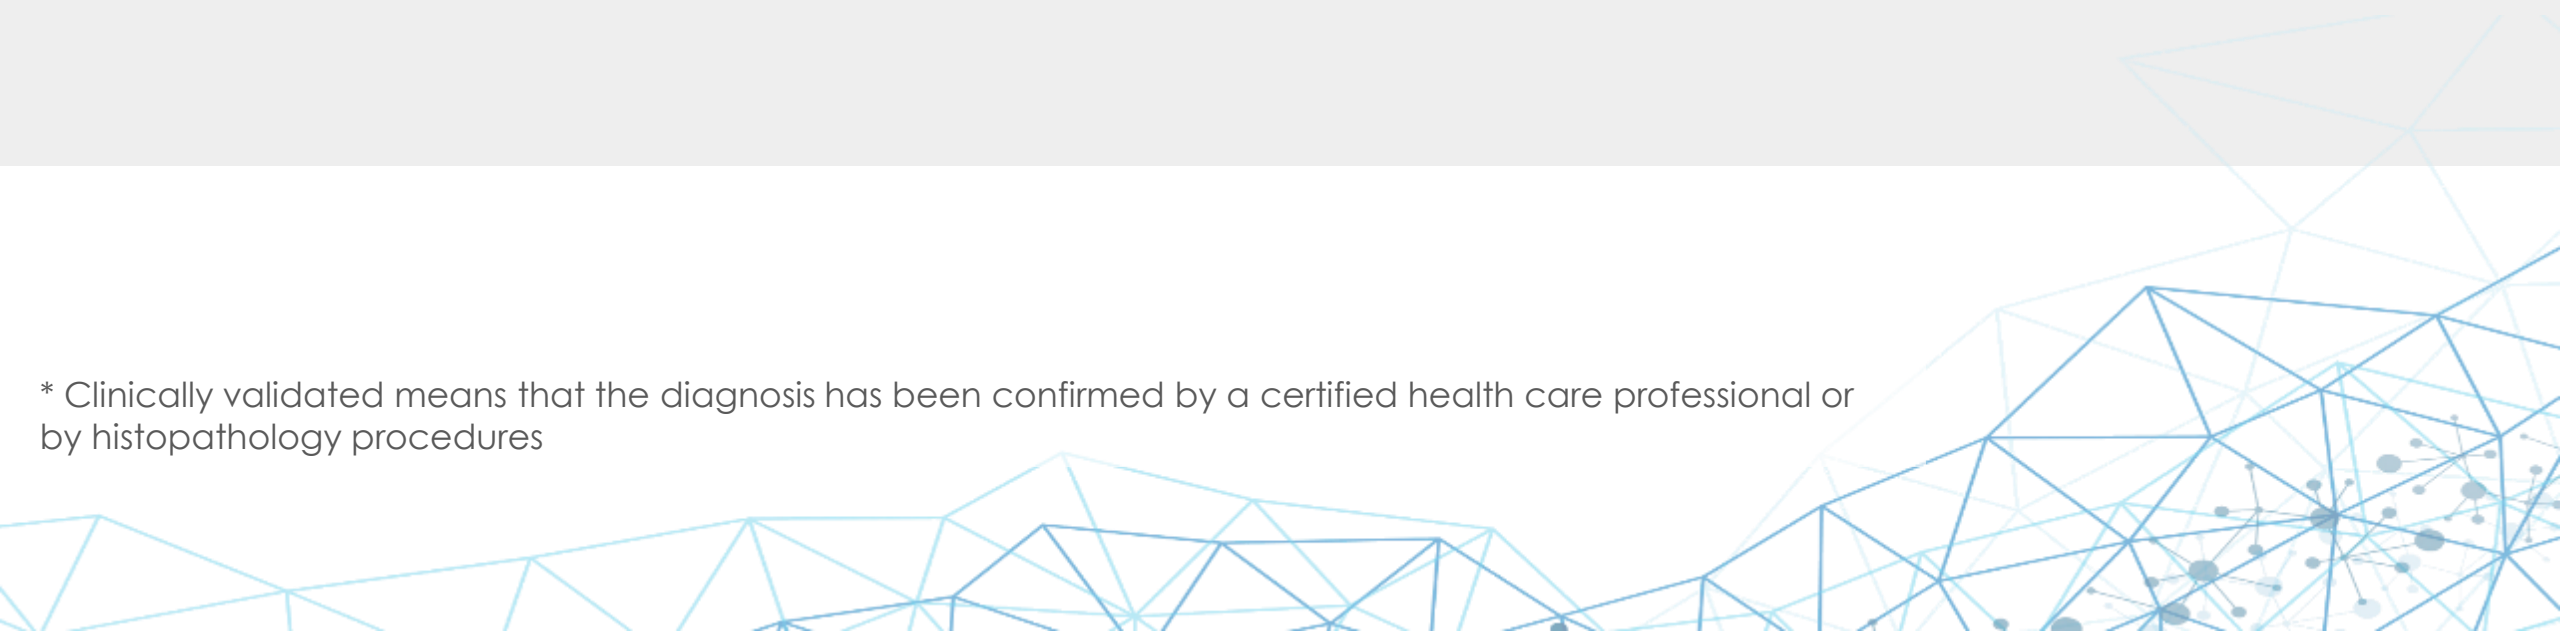 * Clinically validated means that the diagnosis has been confirmed by a certified health care professional or
by histopathology procedures